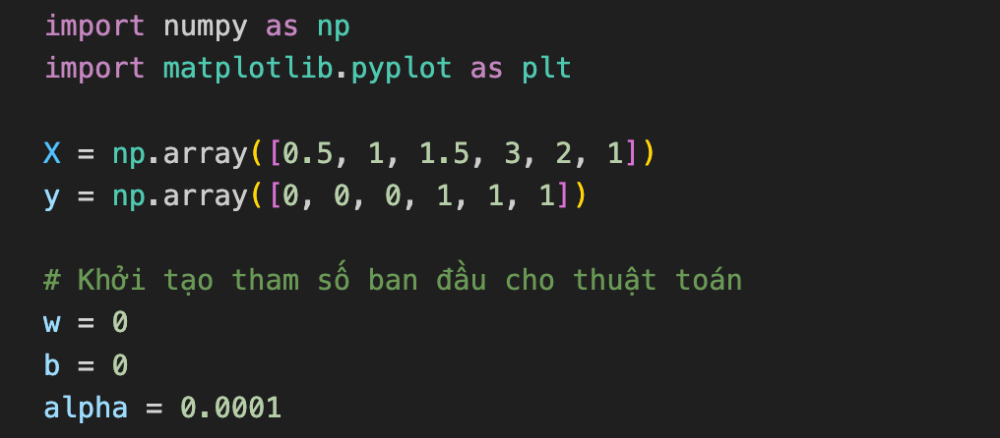 import numpy as np
import matplotlib.pyplot as plt
X = np.array([0.5, 1, 1.5, 3, 2, 1])
y = np.array([0, 0, 0, 1, 1, 1])
# Khởi tạo tham số ban đầu cho thuật toán
w = 0
b = 0
alpha = 0.0001